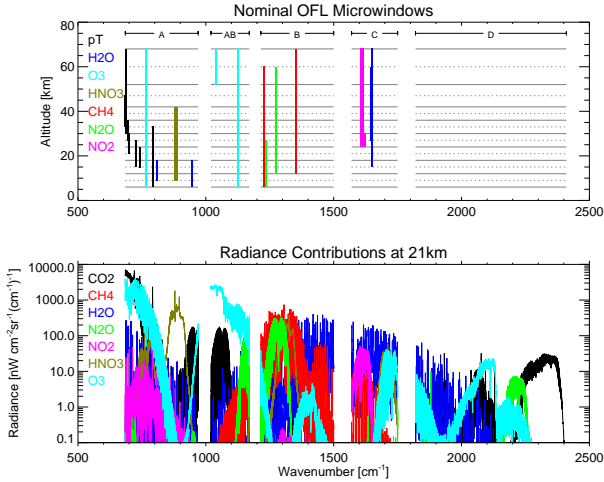 Nominal OFL Microwindows
A
AB
B
C
D
pT
H2O
O3
HNO3
CH4
N2O
NO2
Altitude [km]
80
60
40
20
0
500
1000
1500
2000
2500
Radiance Contributions at 21km
CO2
CH4
H2O
N2O
NO2
HNO3
O3
Radiance [nW cm-2sr-1 (cm-1)-1]
10000.0
1000.0
100.0
10.0
1.0
0.1
500
1000
1500
2000
2500
Wavenumber [cm-1]